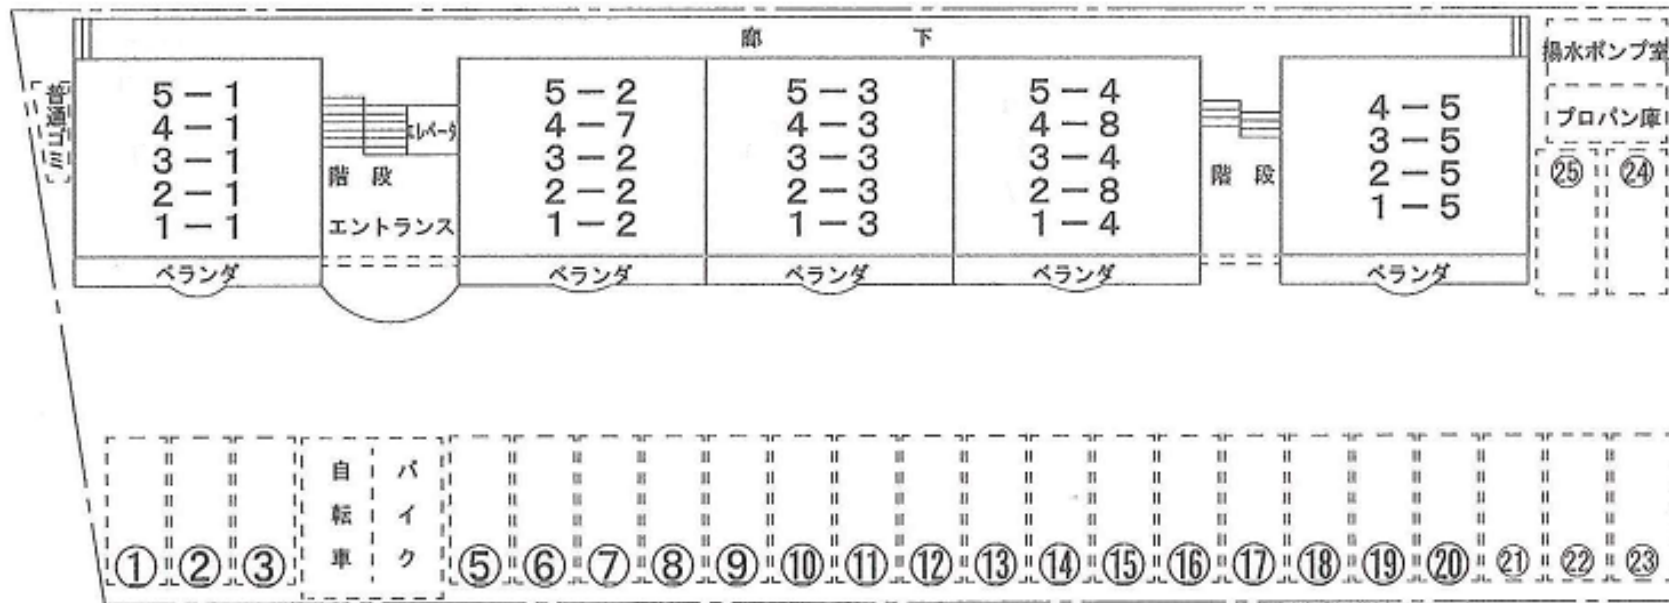 廊 下
揚水ポンプ室
プロパン庫
5-1
4-1
3-1
2-1
1-1
エレベータ
階 段
エントランス
5-2
4-7
3-2
2-2
1-2
5-3
4-3
3-3
2-3
1-3
5-4
4-8
3-4
2-8
1-4
階 段
4-5
3-5
2-5
1-5
㉕ ㉔
ベランダ ベランダ ベランダ ベランダ ベランダ
自転車
バイク
① ② ③ ⑤ ⑥ ⑦ ⑧ ⑨ ⑩ ⑪ ⑫ ⑬ ⑭ ⑮ ⑯ ⑰ ⑱ ⑲ ⑳ ㉑ ㉒ ㉓